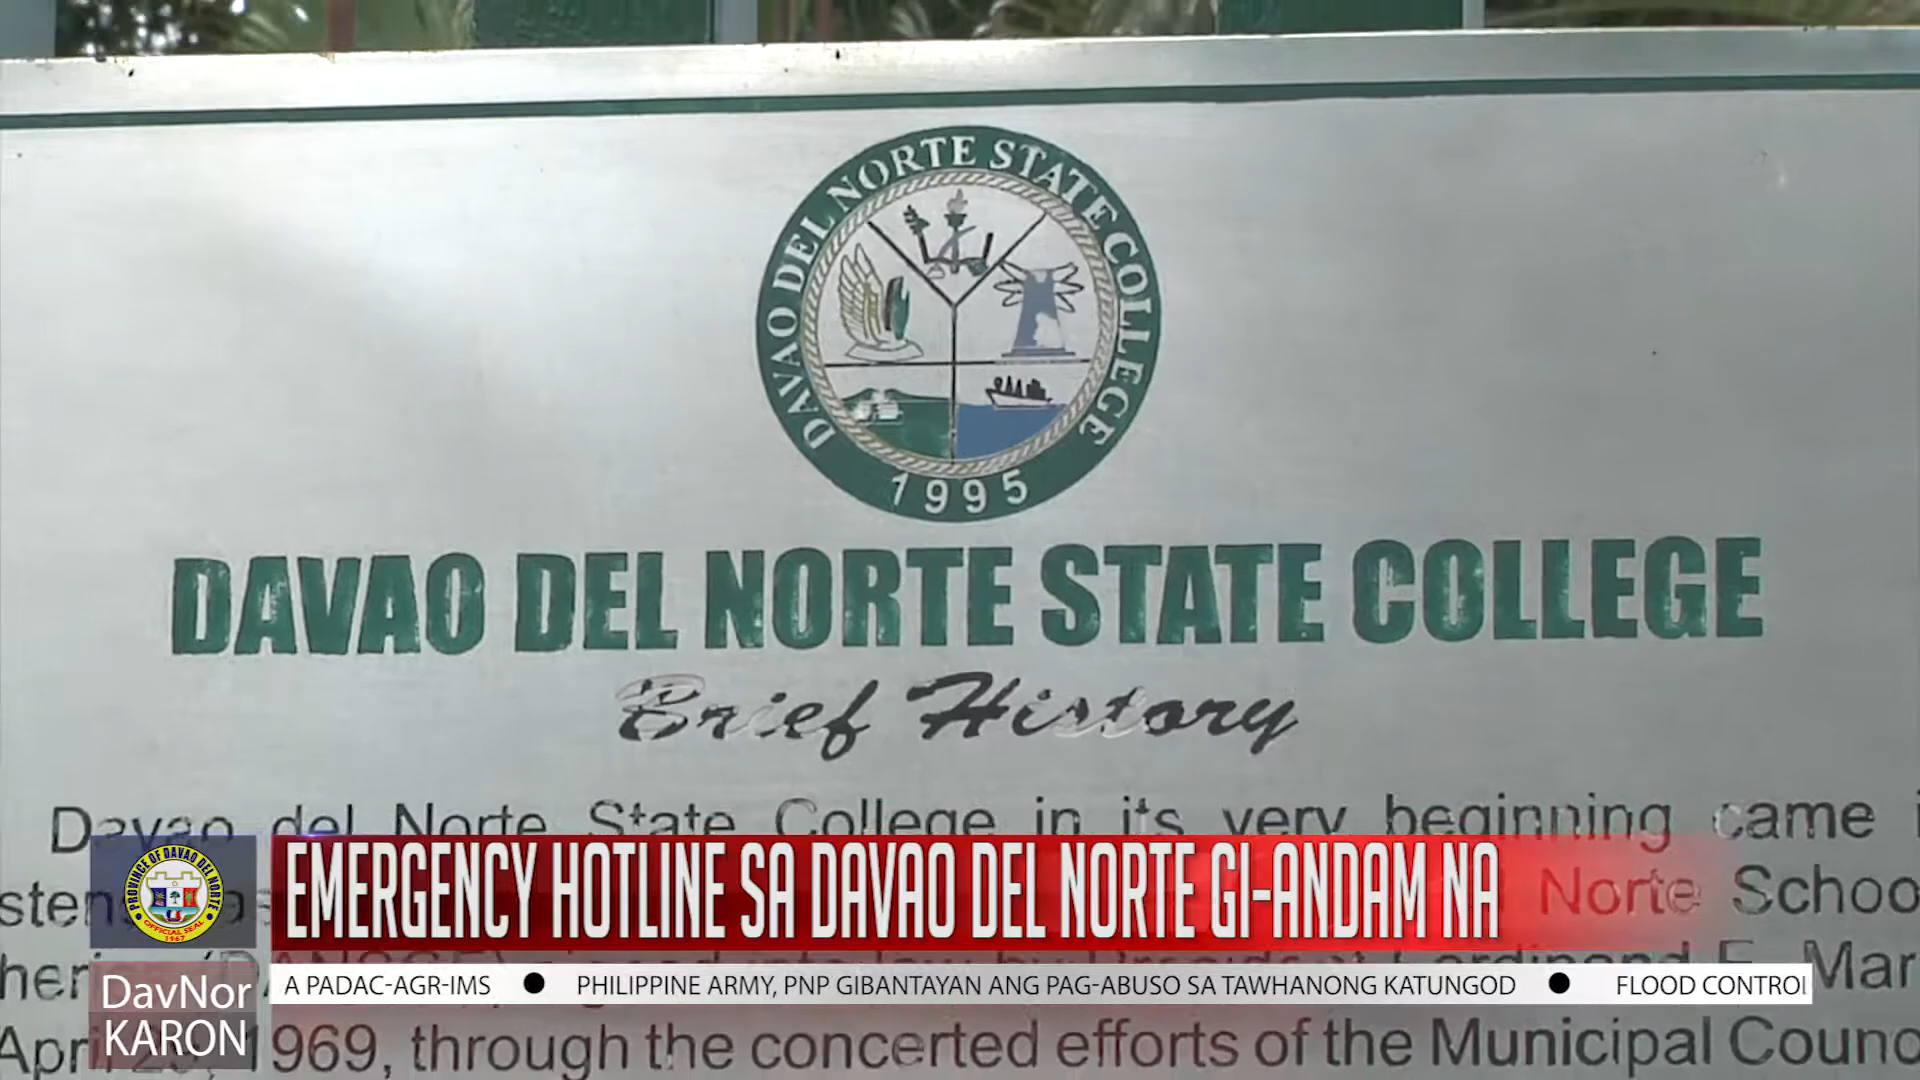 DAVAO DEL NORTE STATE COLLEGE
1995
DAVAO DEL NORTE STATE COLLEGE
Brief History
Davao del Norte State College in its very beginning came
Norte Schoo
Mar
1969, through the concerted efforts of the Municipal Counc
PROVINCE OF DAVAO DEL NORTE
OFFICIAL SEAL
1967
EMERGENCY HOTLINE SA DAVAO DEL NORTE GI-ANDAM NA
DavNor
KARON
A PADAC-AGR-IMS ● PHILIPPINE ARMY, PNP GIBANTAYAN ANG PAG-ABUSO SA TAWHANONG KATUNGOD ● FLOOD CONTROL